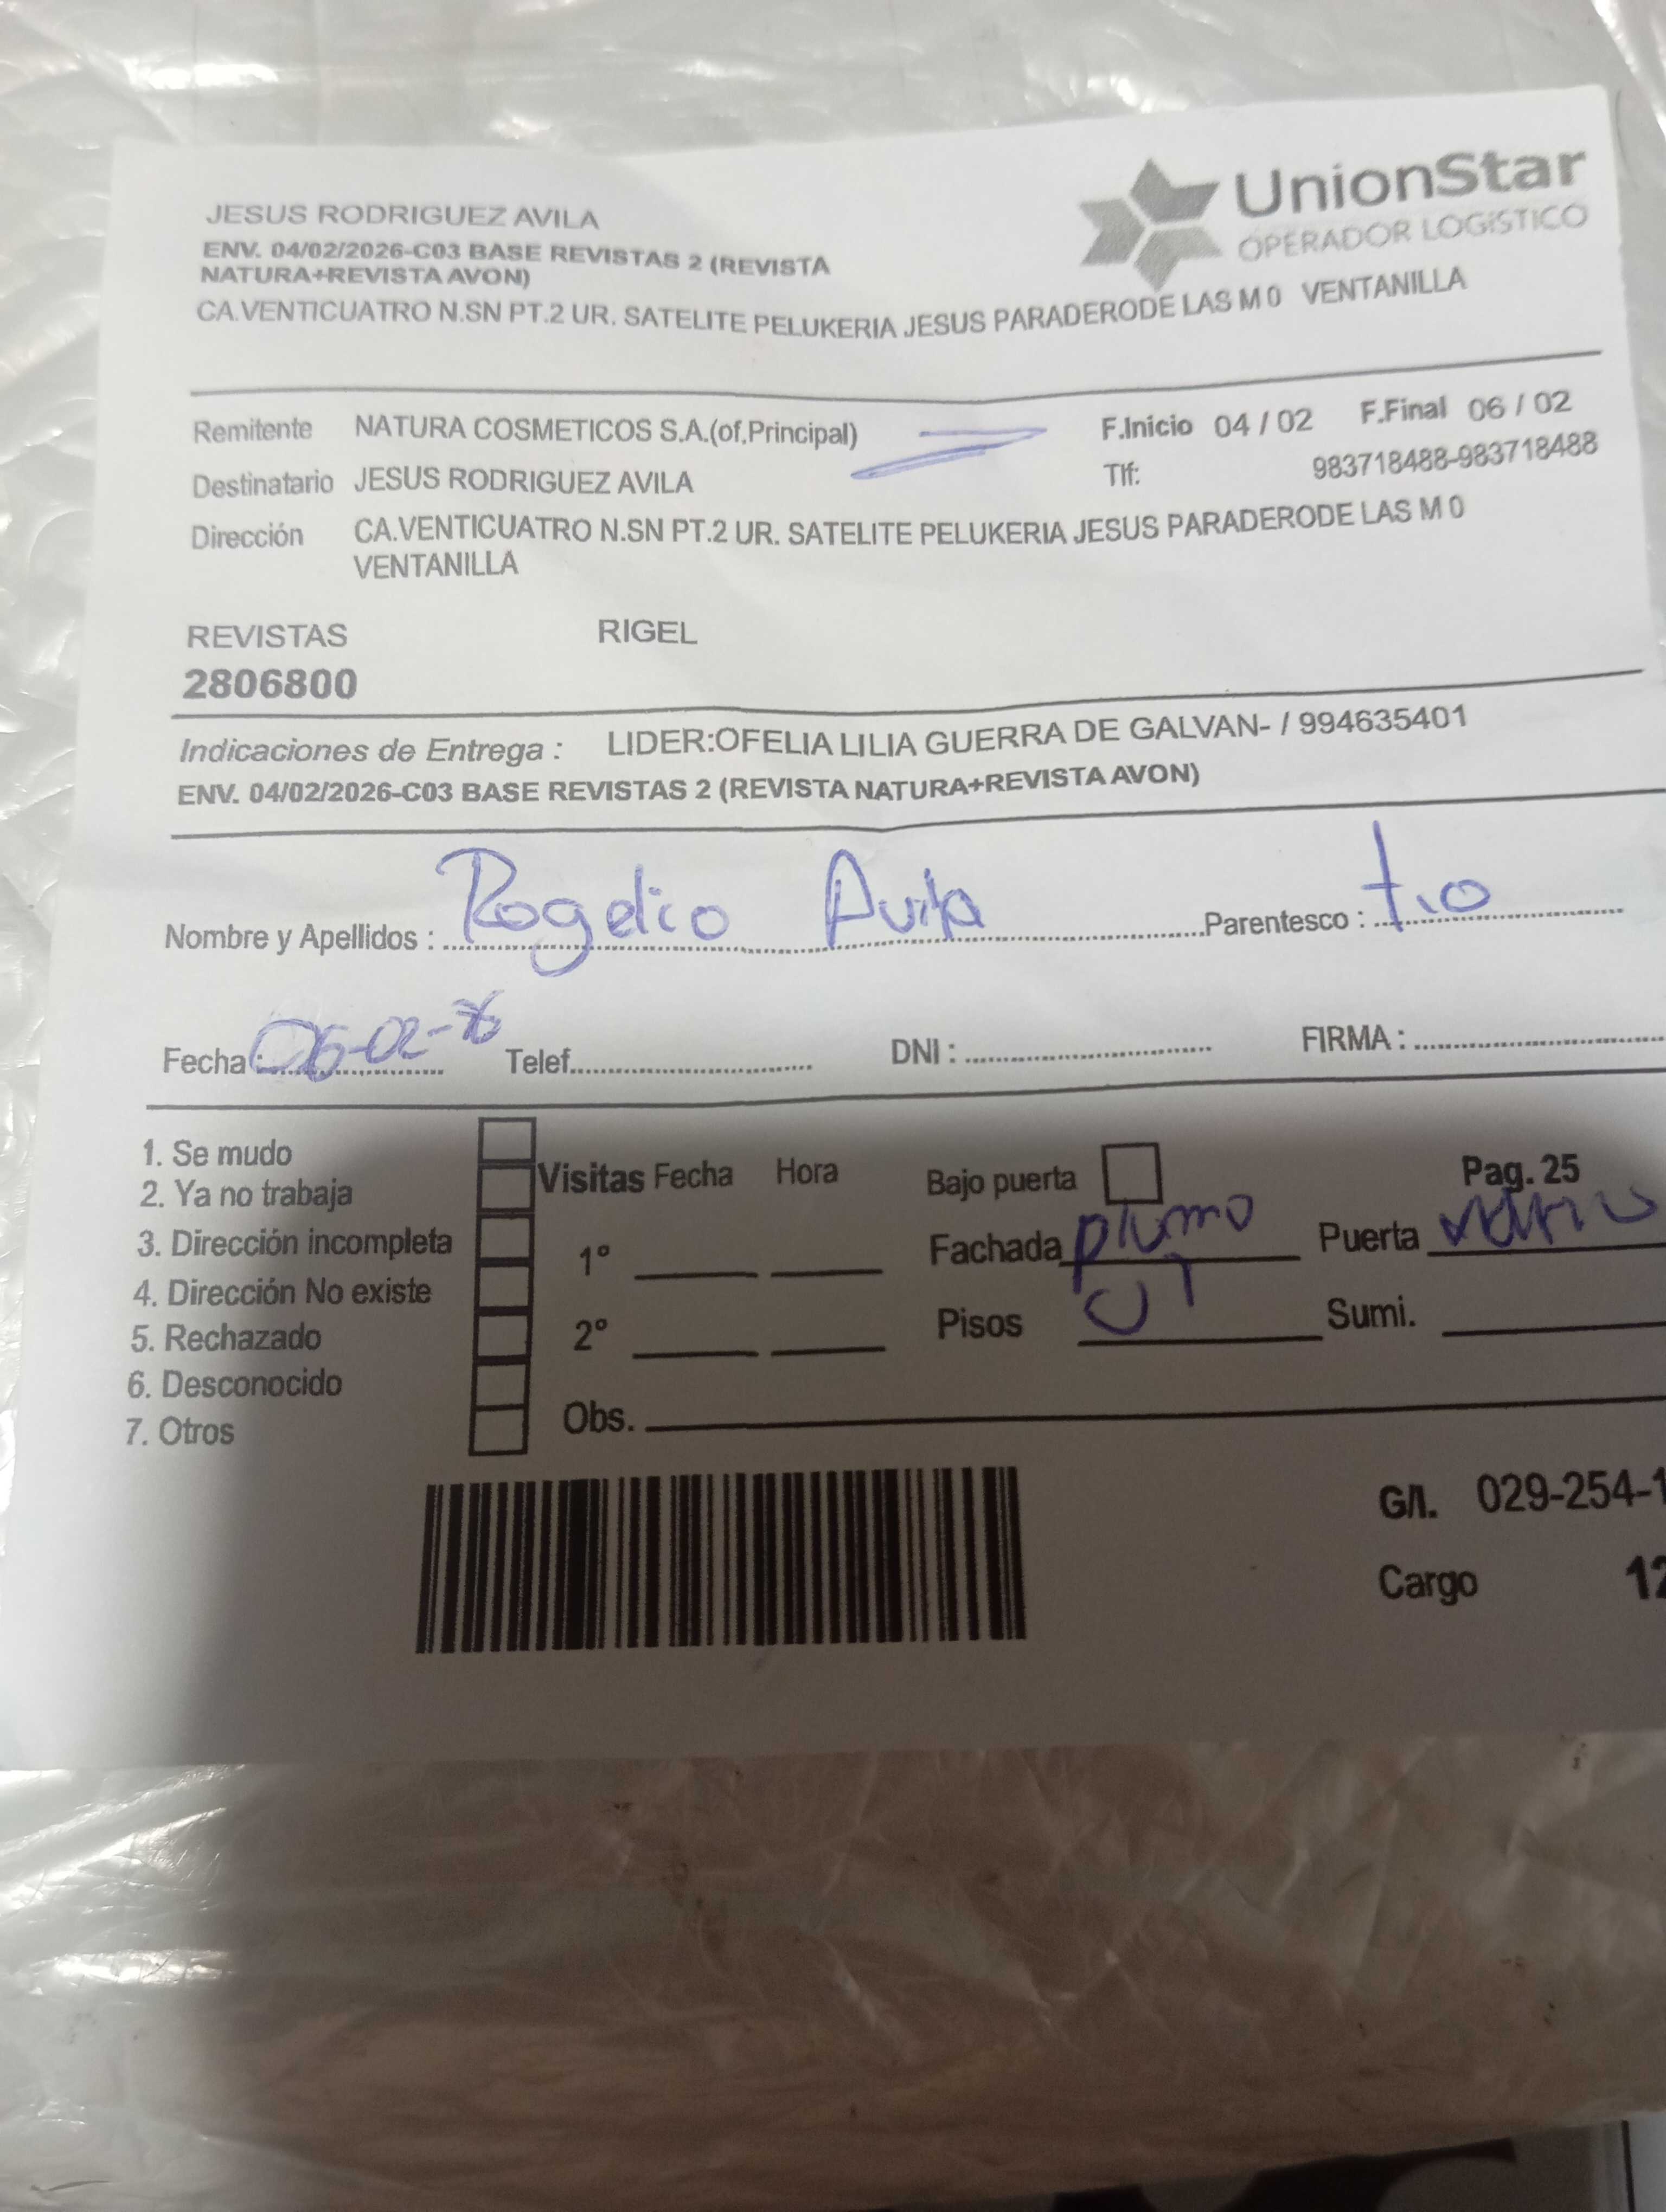 JESUS RODRIGUEZ AVILA
ENV. 04/02/2026-C03 BASE REVISTAS 2 (REVISTA
NATURA+REVISTA AVON)
CA.VENTICUATRO N.SN PT.2 UR. SATELITE PELUKERIA JESUS PARADERODE LAS M 0 VENTANILLA
UnionStar
OPERADOR LOGISTICO
Remitente NATURA COSMETICOS S.A.(of.Principal) F.Inicio 04 / 02 F.Final 06 / 02
Destinatario JESUS RODRIGUEZ AVILA Tlf: 983718488-983718488
Dirección CA.VENTICUATRO N.SN PT.2 UR. SATELITE PELUKERIA JESUS PARADERODE LAS M 0
VENTANILLA
REVISTAS RIGEL
2806800
Indicaciones de Entrega : LIDER:OFELIA LILIA GUERRA DE GALVAN- / 994635401
ENV. 04/02/2026-C03 BASE REVISTAS 2 (REVISTA NATURA+REVISTA AVON)
Nombre y Apellidos : Rogelio Avila Parentesco : tio
Fecha : 06-02-26 Telef. DNI : FIRMA :
1. Se mudo
2. Ya no trabaja
3. Dirección incompleta
4. Dirección No existe
5. Rechazado
6. Desconocido
7. Otros
Visitas Fecha Hora
1°
2°
Obs.
Bajo puerta Pag. 25
Fachada plomo Puerta
Pisos 01 Sumi.
G/I. 029-254-1
Cargo 12